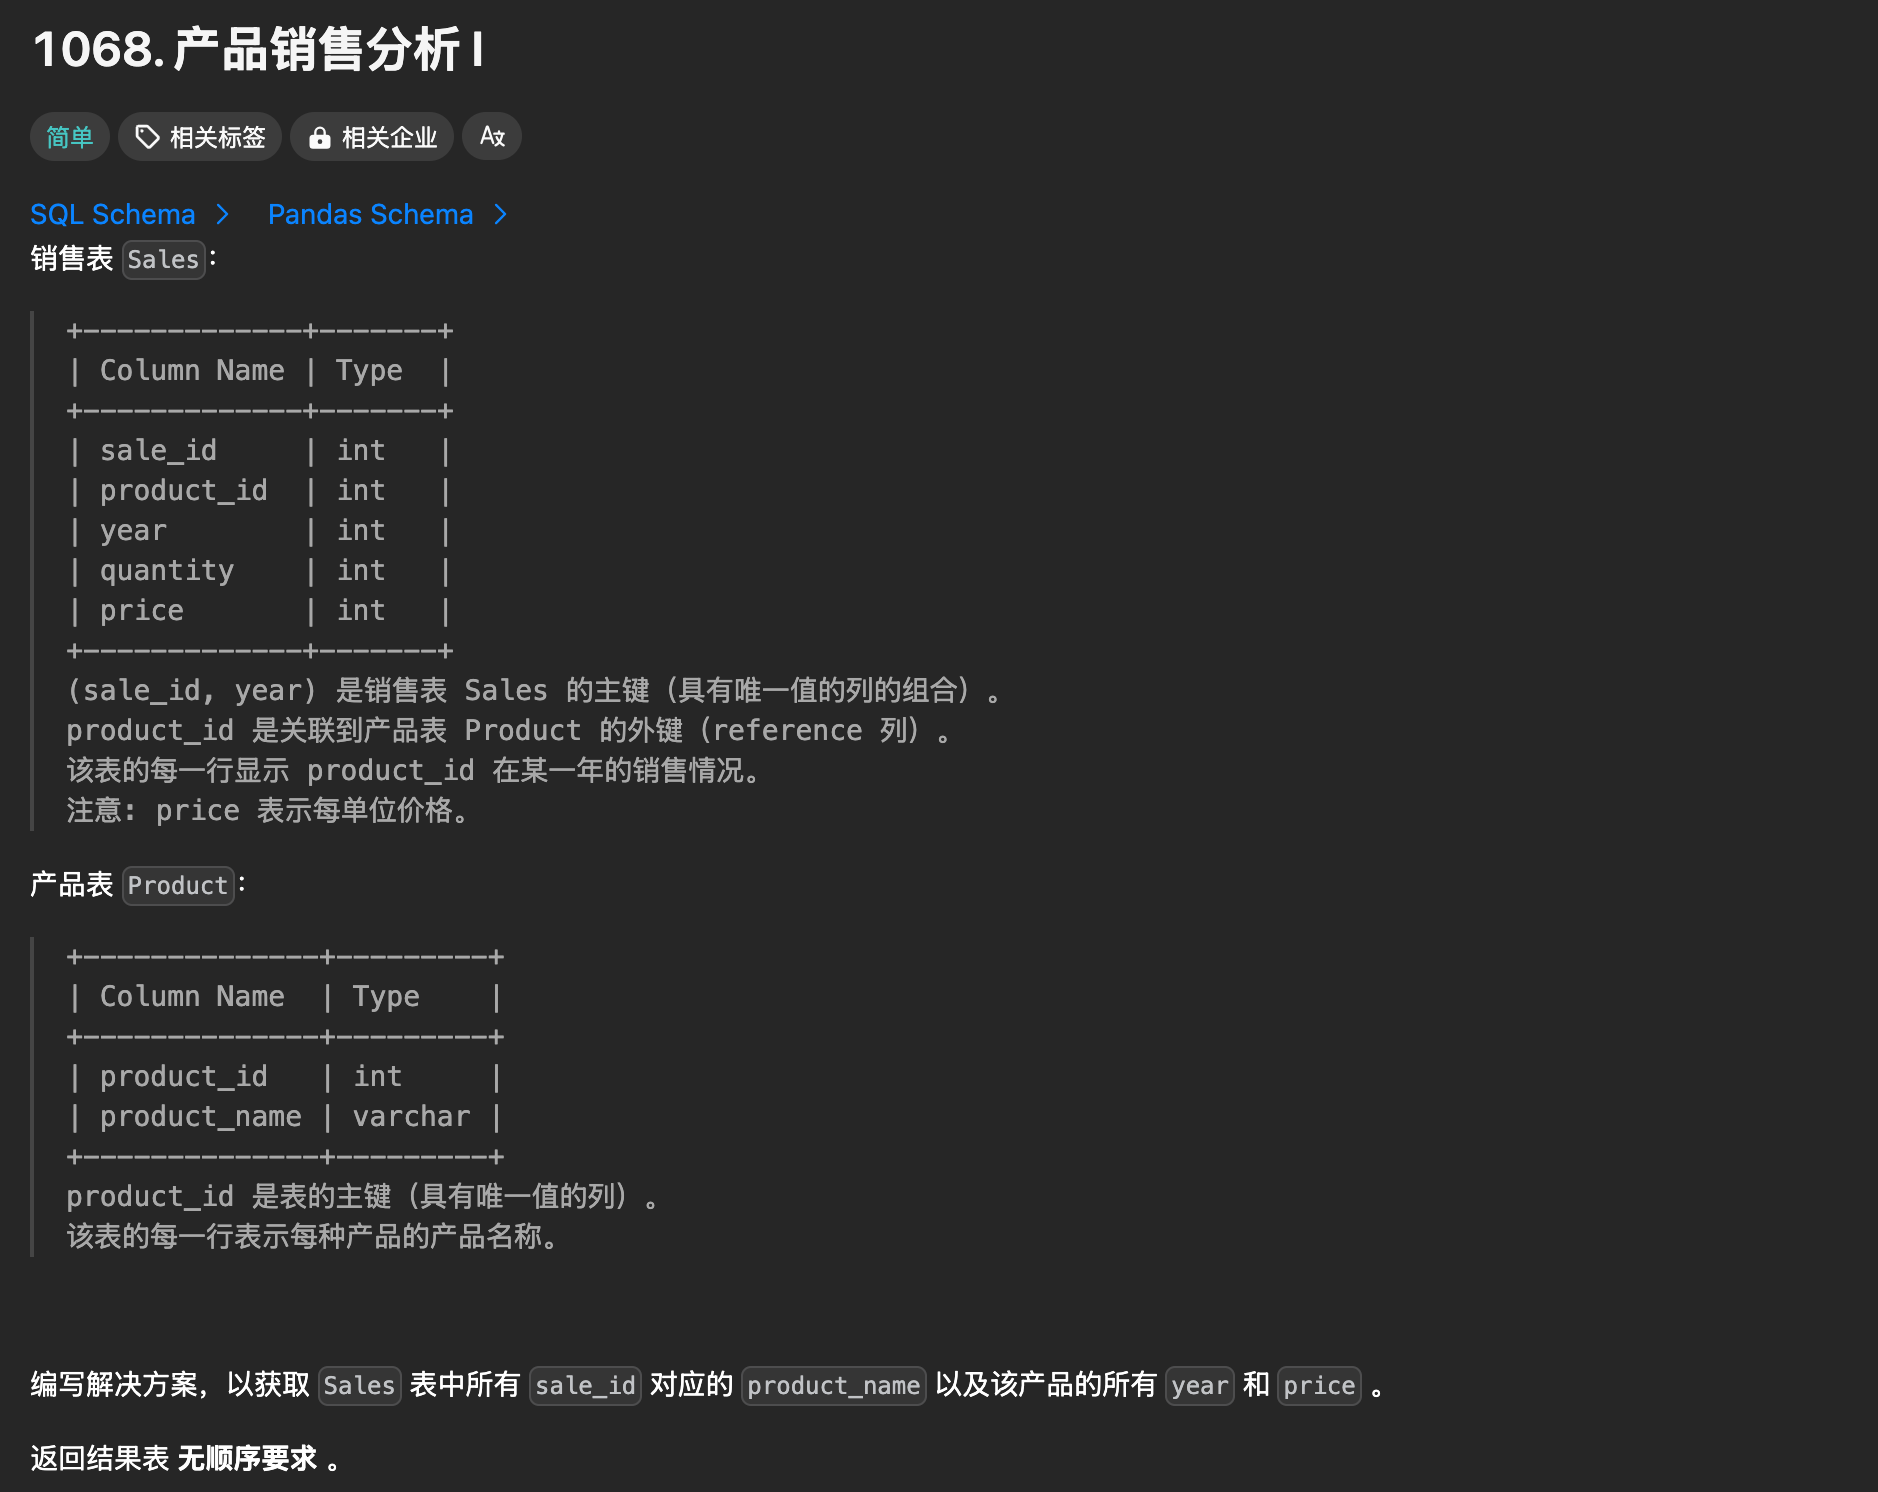 1068. 产品销售分析 I
简单 相关标签 相关企业
SQL Schema > Pandas Schema >
销售表 Sales：
+-------------+-------+
| Column Name | Type  |
+-------------+-------+
| sale_id     | int   |
| product_id  | int   |
| year        | int   |
| quantity    | int   |
| price       | int   |
+-------------+-------+
(sale_id, year) 是销售表 Sales 的主键（具有唯一值的列的组合）。
product_id 是关联到产品表 Product 的外键（reference 列）。
该表的每一行显示 product_id 在某一年的销售情况。
注意: price 表示每单位价格。
产品表 Product：
+--------------+---------+
| Column Name  | Type    |
+--------------+---------+
| product_id   | int     |
| product_name | varchar |
+--------------+---------+
product_id 是表的主键（具有唯一值的列）。
该表的每一行表示每种产品的产品名称。
编写解决方案，以获取 Sales 表中所有 sale_id 对应的 product_name 以及该产品的所有 year 和 price 。
返回结果表 无顺序要求 。